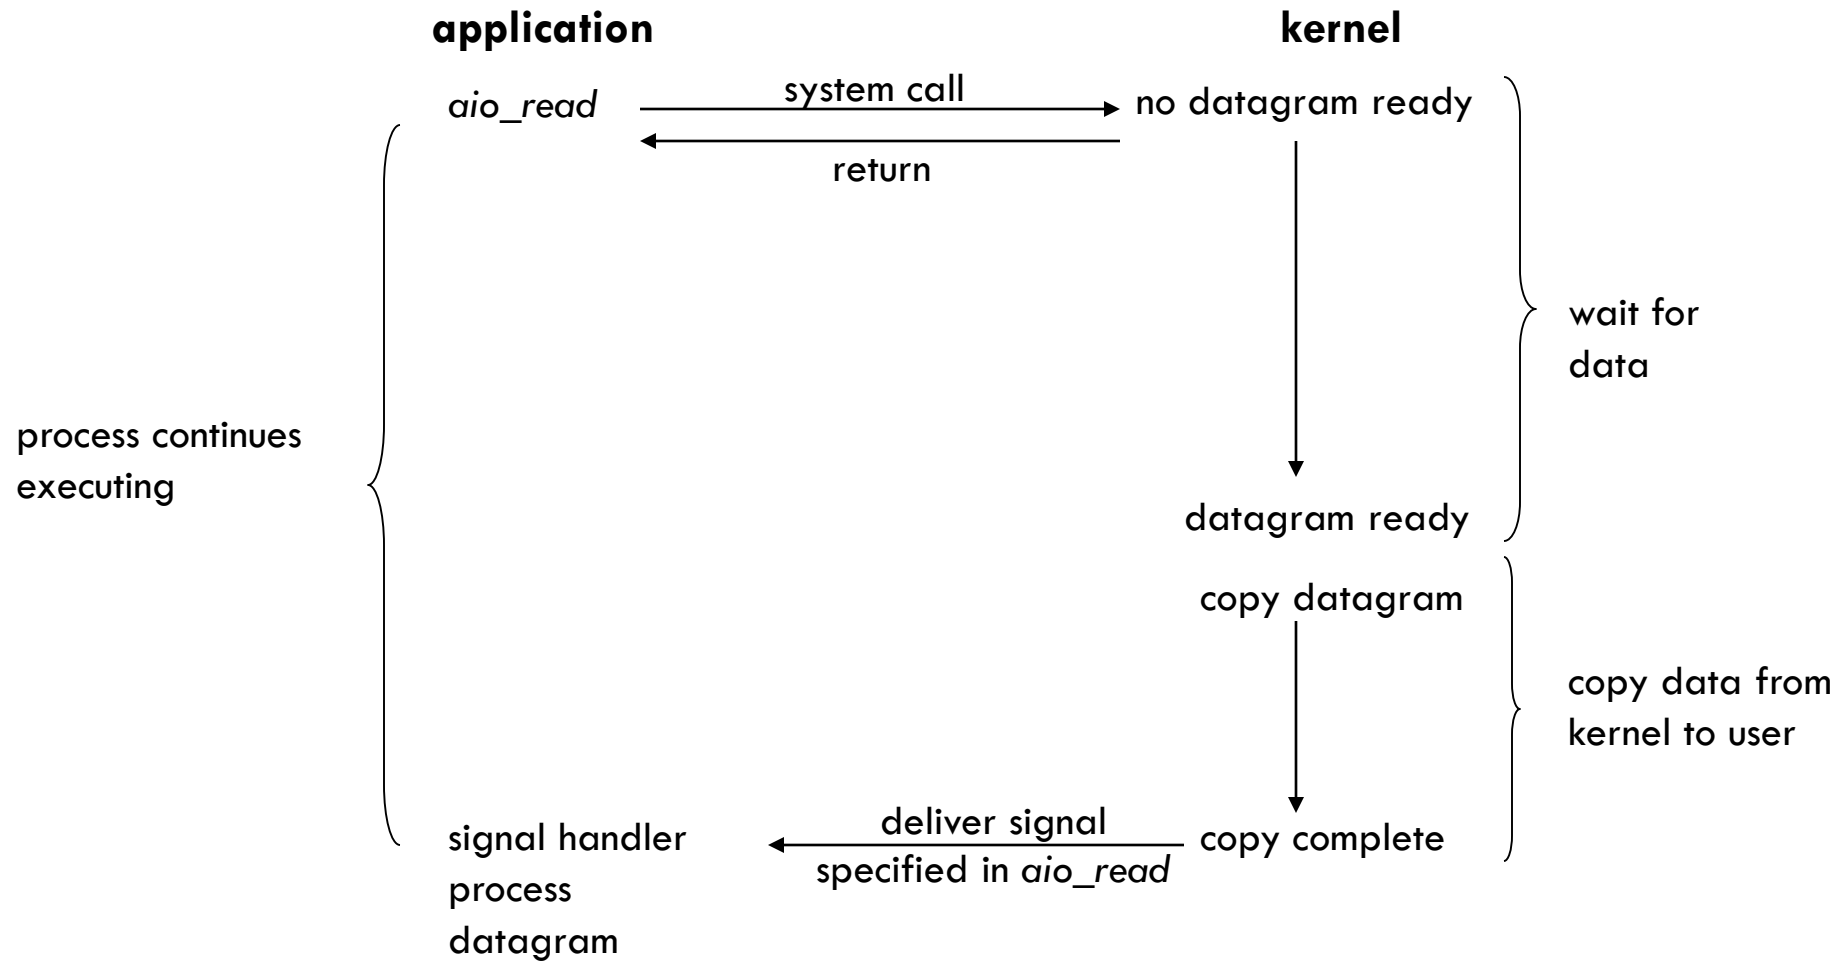 application
kernel
aio_read
system call
no datagram ready
return
wait for
data
process continues
executing
datagram ready
copy datagram
copy data from
kernel to user
deliver signal
signal handler
copy complete
specified in aio_read
process
datagram